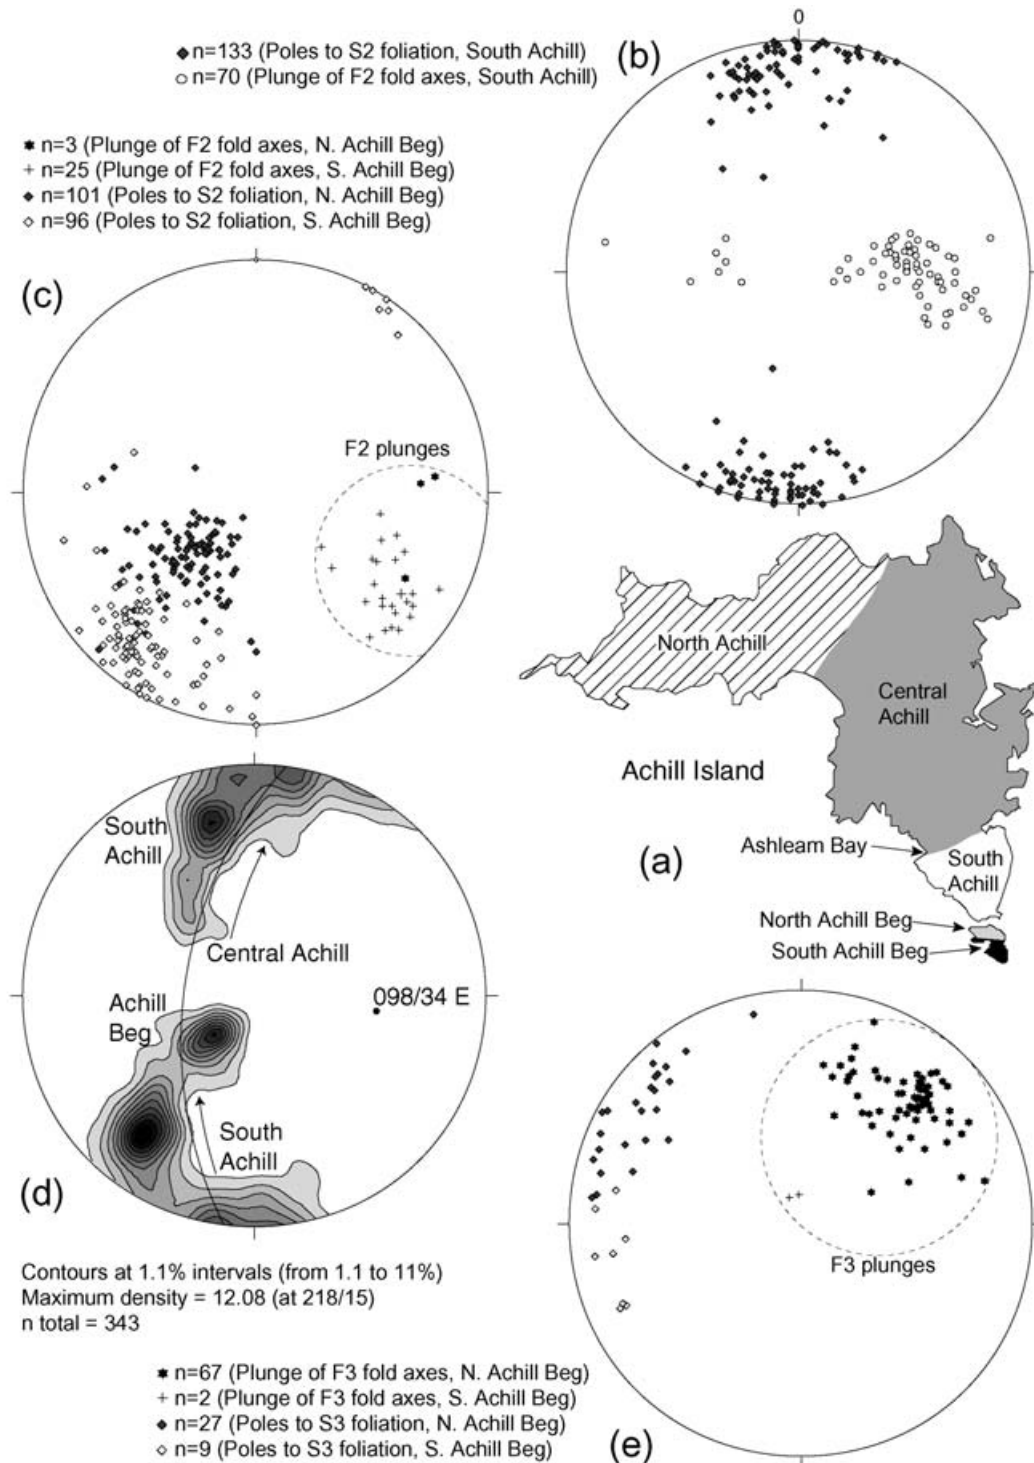 0
n=133 (Poles to S2 foliation, South Achill)
n=70 (Plunge of F2 fold axes, South Achill)
(b)
n=3 (Plunge of F2 fold axes, N. Achill Beg)
n=25 (Plunge of F2 fold axes, S. Achill Beg)
n=101 (Poles to S2 foliation, N. Achill Beg)
n=96 (Poles to S2 foliation, S. Achill Beg)
(c)
F2 plunges
North Achill
Central
Achill
Achill Island
(a)
Ashleam Bay
South
Achill
North Achill Beg
South Achill Beg
South
Achill
Central Achill
Achill
Beg
098/34 E
South
Achill
(d)
Contours at 1.1% intervals (from 1.1 to 11%)
Maximum density = 12.08 (at 218/15)
n total = 343
F3 plunges
n=67 (Plunge of F3 fold axes, N. Achill Beg)
n=2 (Plunge of F3 fold axes, S. Achill Beg)
n=27 (Poles to S3 foliation, N. Achill Beg)
n=9 (Poles to S3 foliation, S. Achill Beg)
(e)